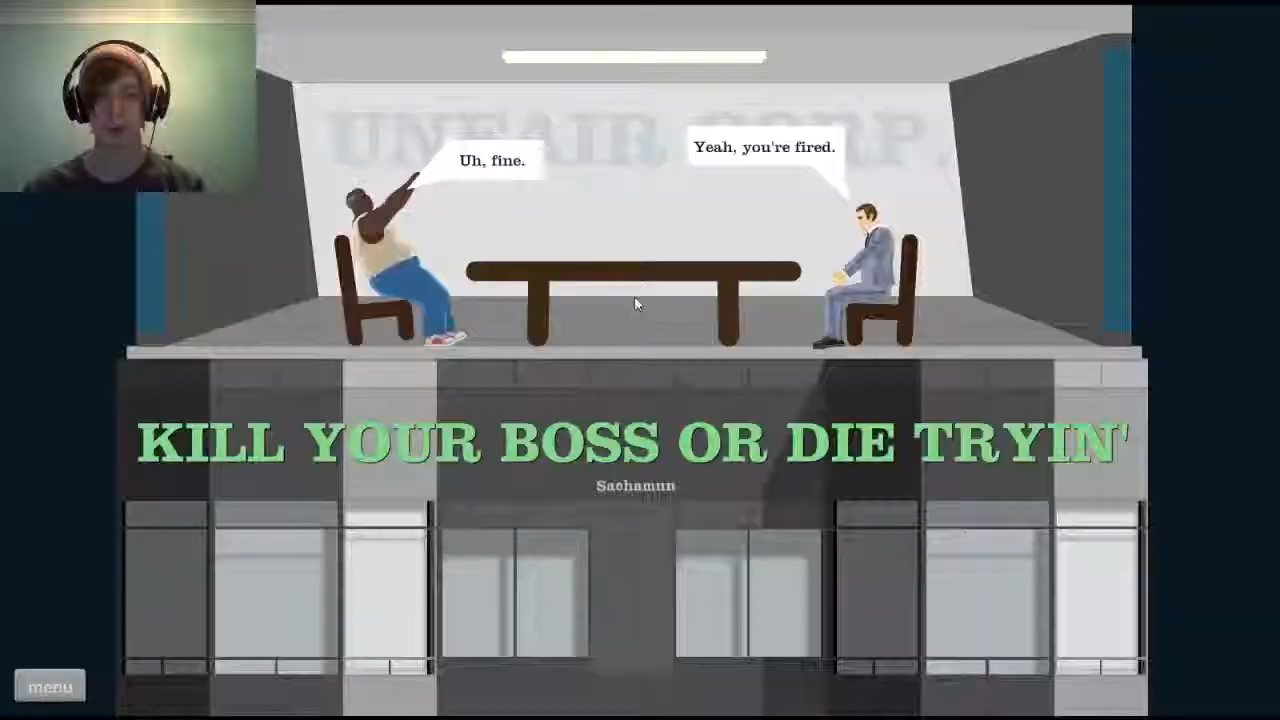 UNFAIR CORP.
Uh, fine.
Yeah, you're fired.
KILL YOUR BOSS OR DIE TRYIN'
Sachamun
menu